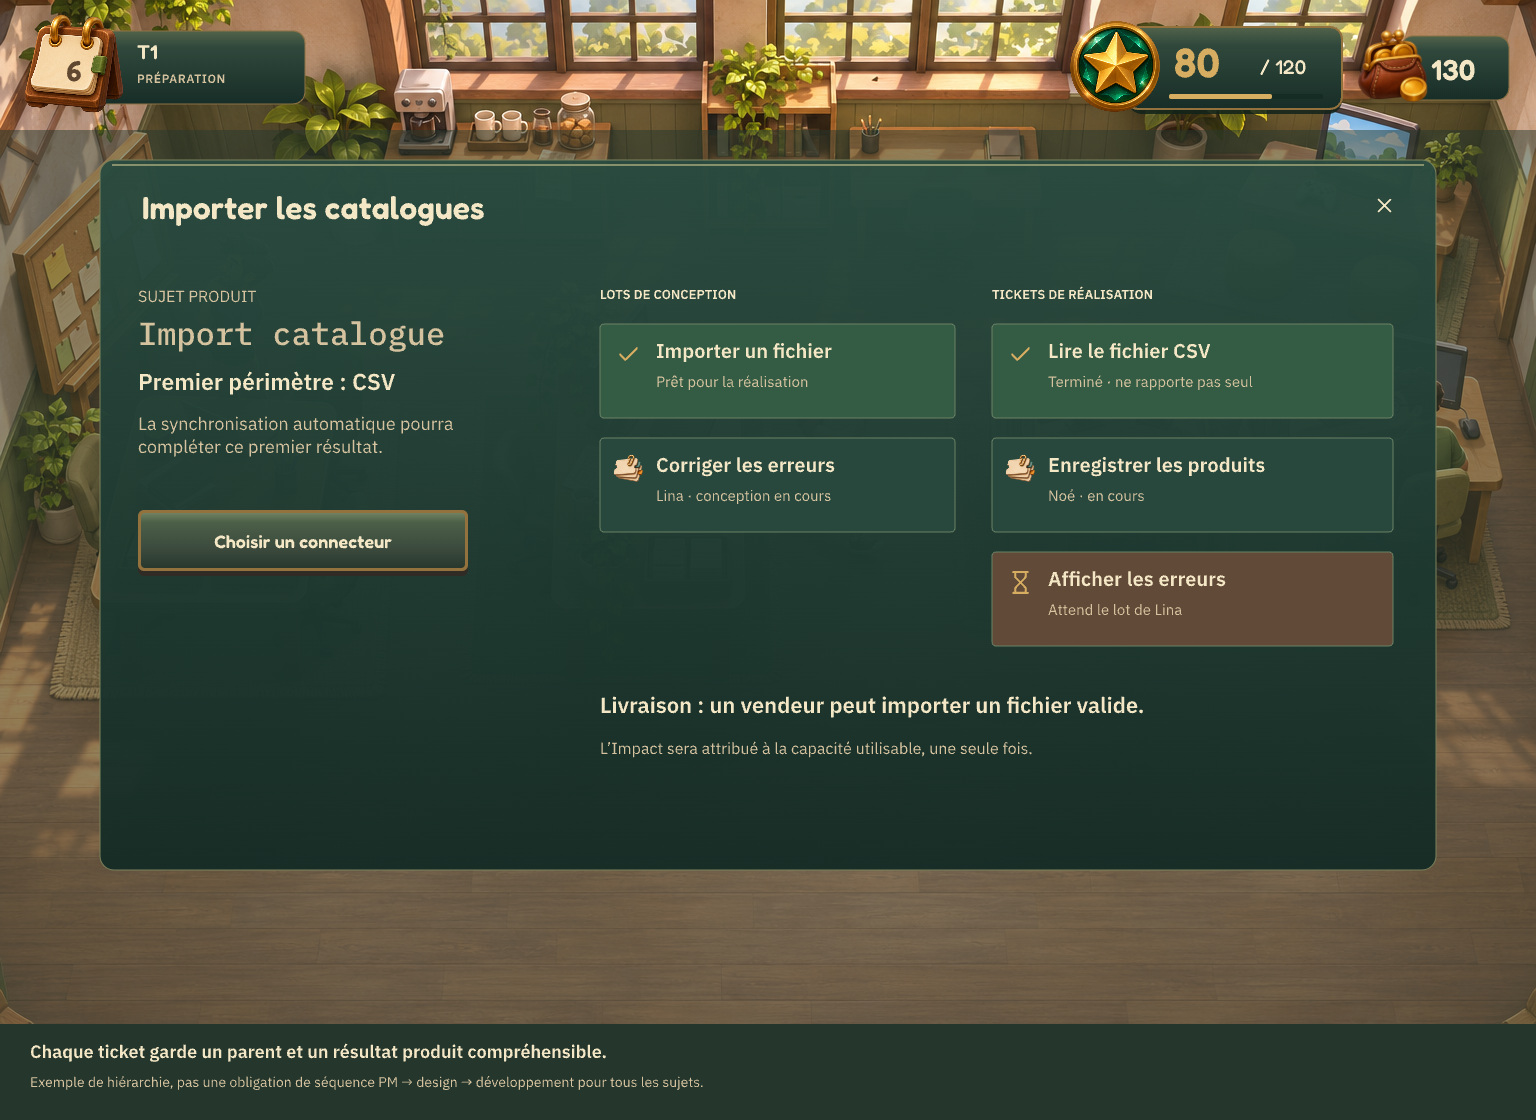 6
T1
PRÉPARATION
80
/ 120
130
Importer les catalogues
SUJET PRODUIT
Import catalogue
Premier périmètre : CSV
La synchronisation automatique pourra
compléter ce premier résultat.
Choisir un connecteur
LOTS DE CONCEPTION
Importer un fichier
Prêt pour la réalisation
Corriger les erreurs
Lina · conception en cours
TICKETS DE RÉALISATION
Lire le fichier CSV
Terminé · ne rapporte pas seul
Enregistrer les produits
Noé · en cours
Afficher les erreurs
Attend le lot de Lina
Livraison : un vendeur peut importer un fichier valide.
L’Impact sera attribué à la capacité utilisable, une seule fois.
Chaque ticket garde un parent et un résultat produit compréhensible.
Exemple de hiérarchie, pas une obligation de séquence PM → design → développement pour tous les sujets.